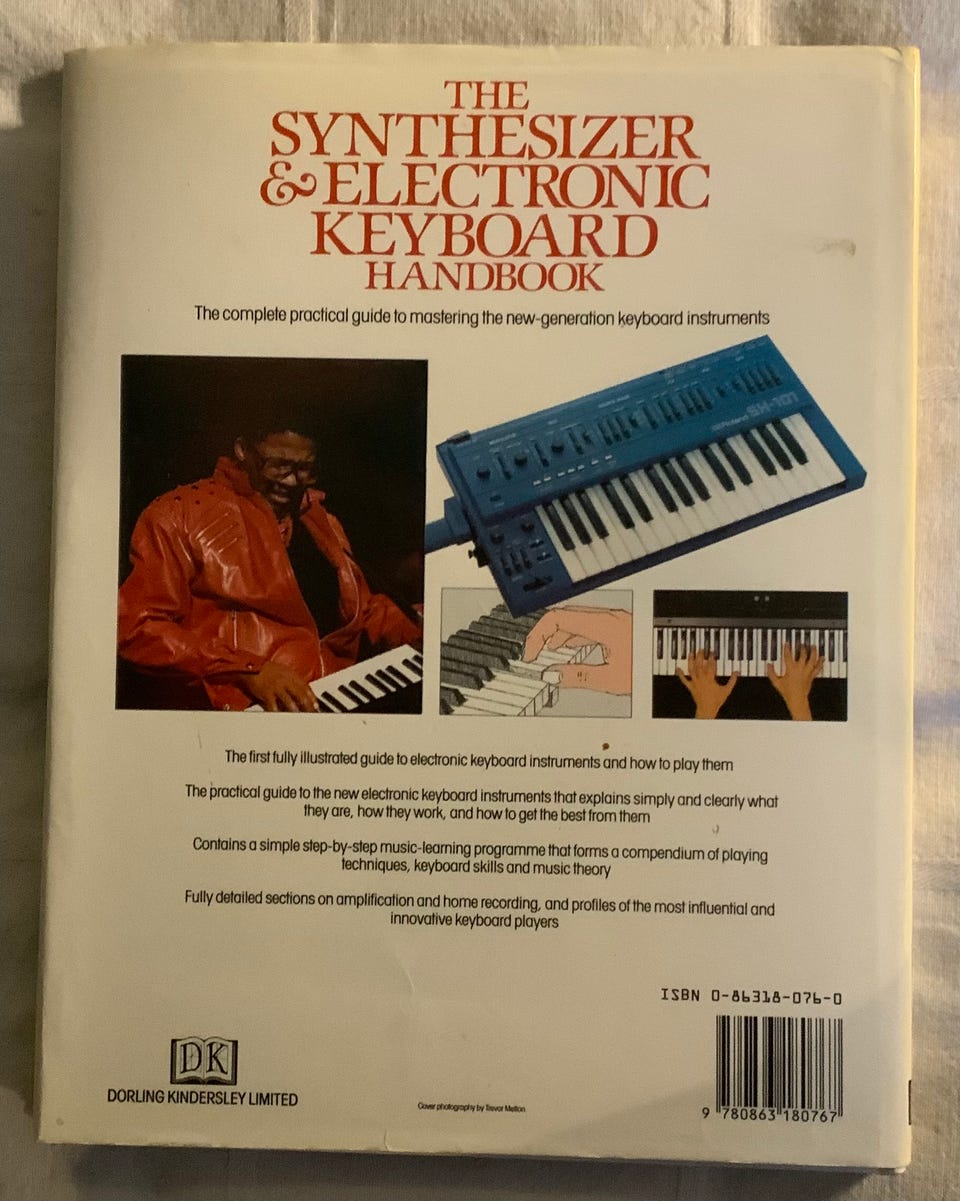 THE
SYNTHESIZER
& ELECTRONIC
KEYBOARD
HANDBOOK
The complete practical guide to mastering the new-generation keyboard instruments
Roland SH-101
The first fully illustrated guide to electronic keyboard instruments and how to play them
The practical guide to the new electronic keyboard instruments that explains simply and clearly what
they are, how they work, and how to get the best from them
Contains a simple step-by-step music-learning programme that forms a compendium of playing
techniques, keyboard skills and music theory
Fully detailed sections on amplification and home recording, and profiles of the most influential and
innovative keyboard players
ISBN 0-86318-076-0
DK
DORLING KINDERSLEY LIMITED
Cover photography by Trevor Melton
9 780863 180767